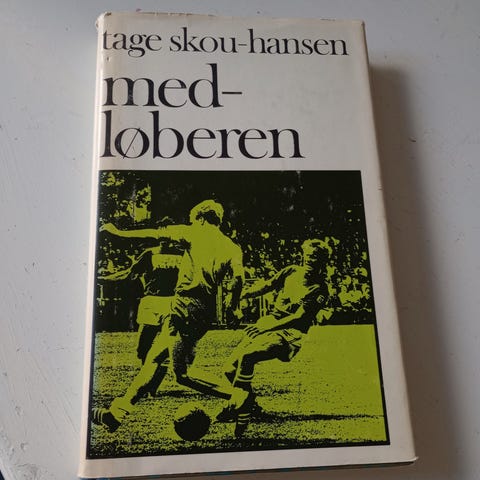 tage skou-hansen
med-
løberen